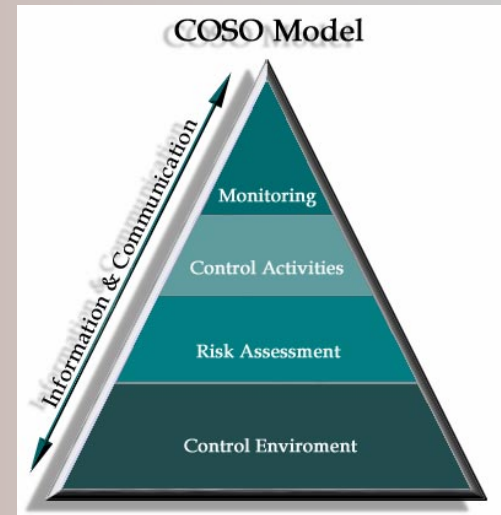 COSO Model
Information & Communication
Monitoring
Control Activities
Risk Assessment
Control Enviroment